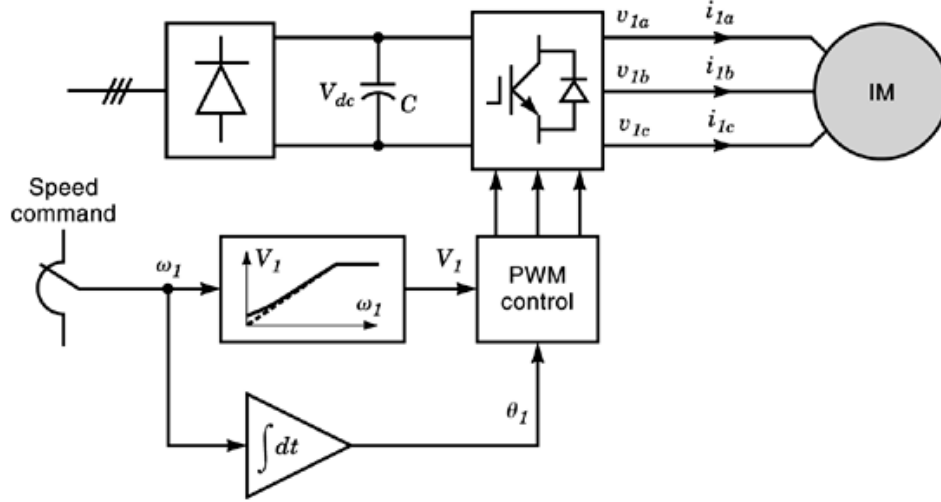 v1a i1a
Vdc C
v1b i1b
IM
v1c i1c
Speed
command
ω1
V1
ω1
V1
PWM
control
θ1
∫ dt